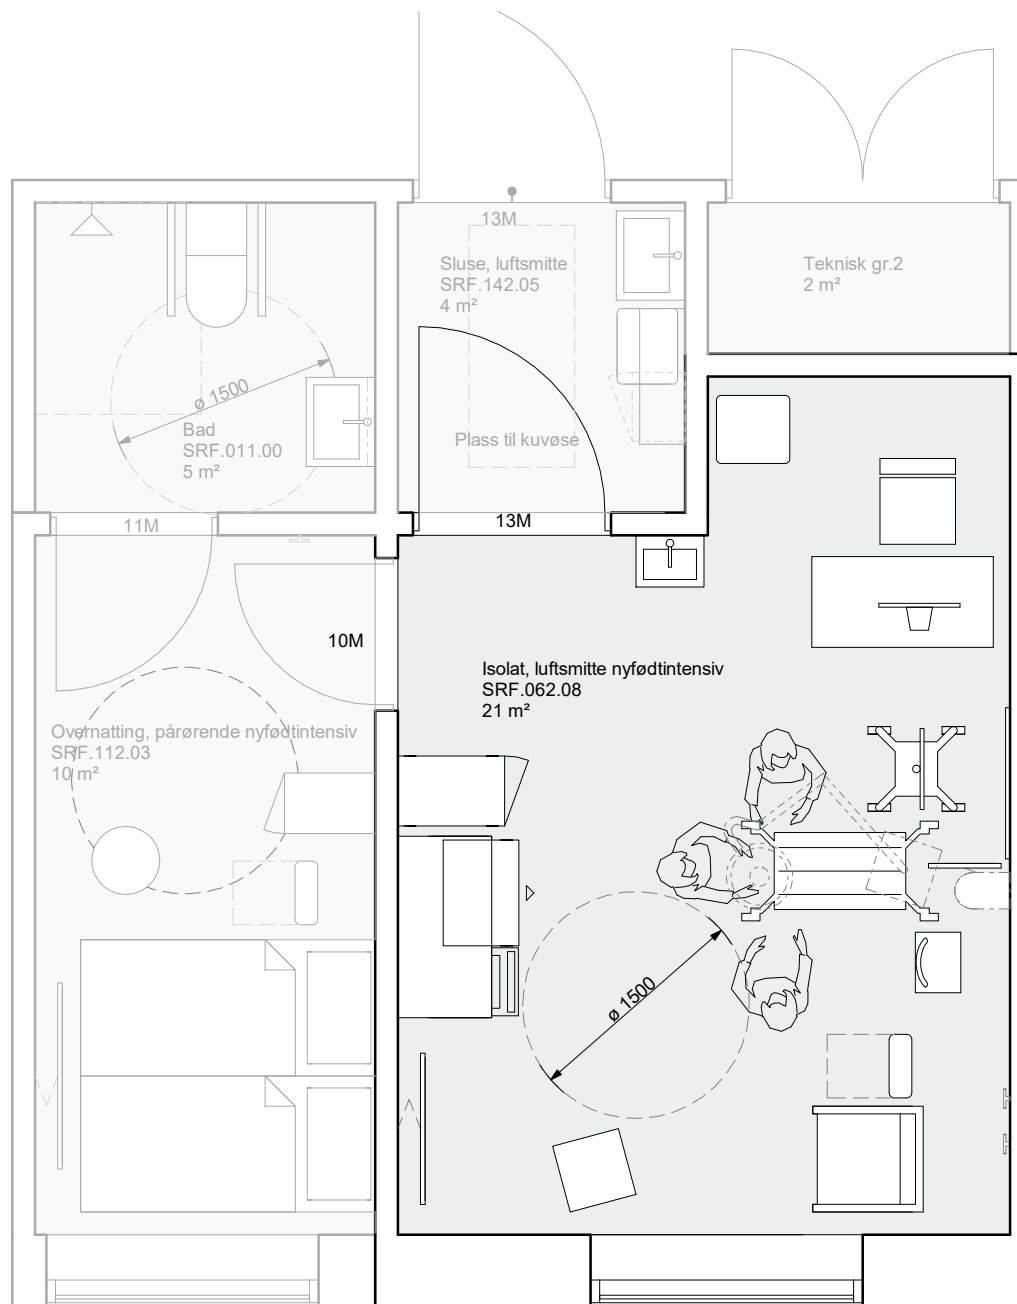 13M
Sluse, luftsmitte
SRF.142.05
4 m²
Teknisk gr.2
2 m²
ø 1500
Bad
SRF.011.00
5 m²
Plass til kuvøse
11M
13M
10M
Isolat, luftsmitte nyfødtintensiv
SRF.062.08
21 m²
Overnatting, pårørende nyfødtintensiv
SRF.112.03
10 m²
ø 1500